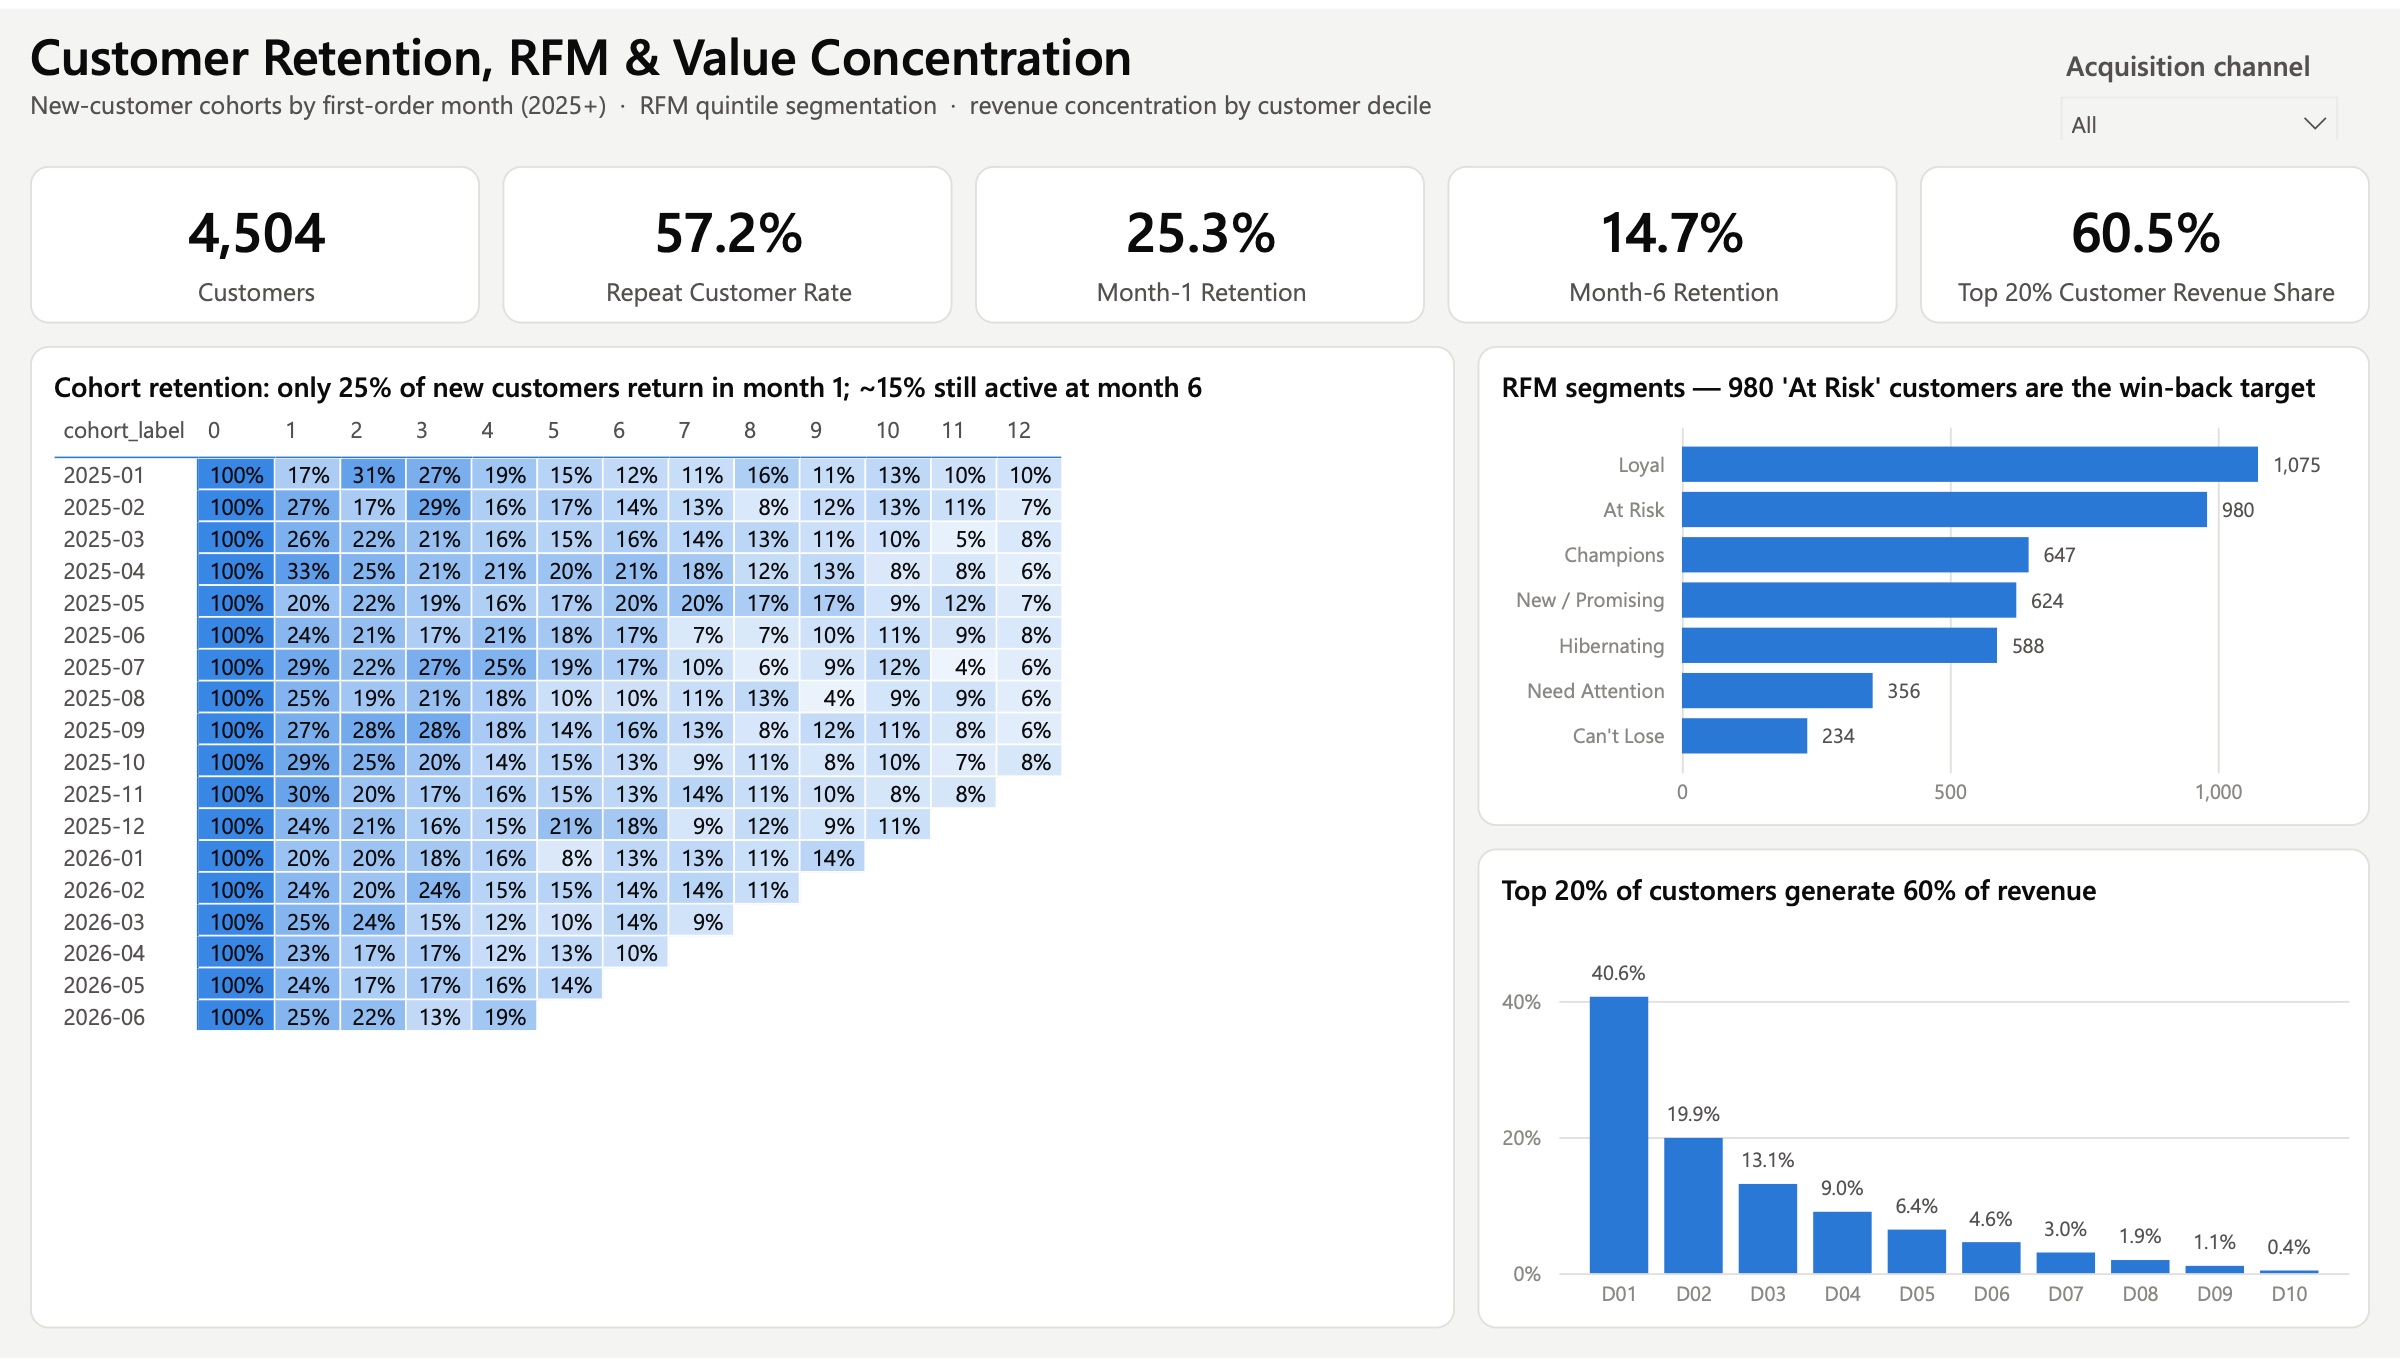 Customer Retention, RFM & Value Concentration
New-customer cohorts by first-order month (2025+) · RFM quintile segmentation · revenue concentration by customer decile
Acquisition channel
All
4,504
Customers
57.2%
Repeat Customer Rate
25.3%
Month-1 Retention
14.7%
Month-6 Retention
60.5%
Top 20% Customer Revenue Share
Cohort retention: only 25% of new customers return in month 1; ~15% still active at month 6
cohort_label 0 1 2 3 4 5 6 7 8 9 10 11 12
2025-01 100% 17% 31% 27% 19% 15% 12% 11% 16% 11% 13% 10% 10%
2025-02 100% 27% 17% 29% 16% 17% 14% 13% 8% 12% 13% 11% 7%
2025-03 100% 26% 22% 21% 16% 15% 16% 14% 13% 11% 10% 5% 8%
2025-04 100% 33% 25% 21% 21% 20% 21% 18% 12% 13% 8% 8% 6%
2025-05 100% 20% 22% 19% 16% 17% 20% 20% 17% 17% 9% 12% 7%
2025-06 100% 24% 21% 17% 21% 18% 17% 7% 7% 10% 11% 9% 8%
2025-07 100% 29% 22% 27% 25% 19% 17% 10% 6% 9% 12% 4% 6%
2025-08 100% 25% 19% 21% 18% 10% 10% 11% 13% 4% 9% 9% 6%
2025-09 100% 27% 28% 28% 18% 14% 16% 13% 8% 12% 11% 8% 6%
2025-10 100% 29% 25% 20% 14% 15% 13% 9% 11% 8% 10% 7% 8%
2025-11 100% 30% 20% 17% 16% 15% 13% 14% 11% 10% 8% 8%
2025-12 100% 24% 21% 16% 15% 21% 18% 9% 12% 9% 11%
2026-01 100% 20% 20% 18% 16% 8% 13% 13% 11% 14%
2026-02 100% 24% 20% 24% 15% 15% 14% 14% 11%
2026-03 100% 25% 24% 15% 12% 10% 14% 9%
2026-04 100% 23% 17% 17% 12% 13% 10%
2026-05 100% 24% 17% 17% 16% 14%
2026-06 100% 25% 22% 13% 19%
RFM segments — 980 'At Risk' customers are the win-back target
Loyal 1,075
At Risk 980
Champions 647
New / Promising 624
Hibernating 588
Need Attention 356
Can't Lose 234
0 500 1,000
Top 20% of customers generate 60% of revenue
40.6%
40%
19.9%
20%
13.1%
9.0%
6.4%
4.6%
3.0%
1.9%
1.1%
0.4%
0%
D01 D02 D03 D04 D05 D06 D07 D08 D09 D10